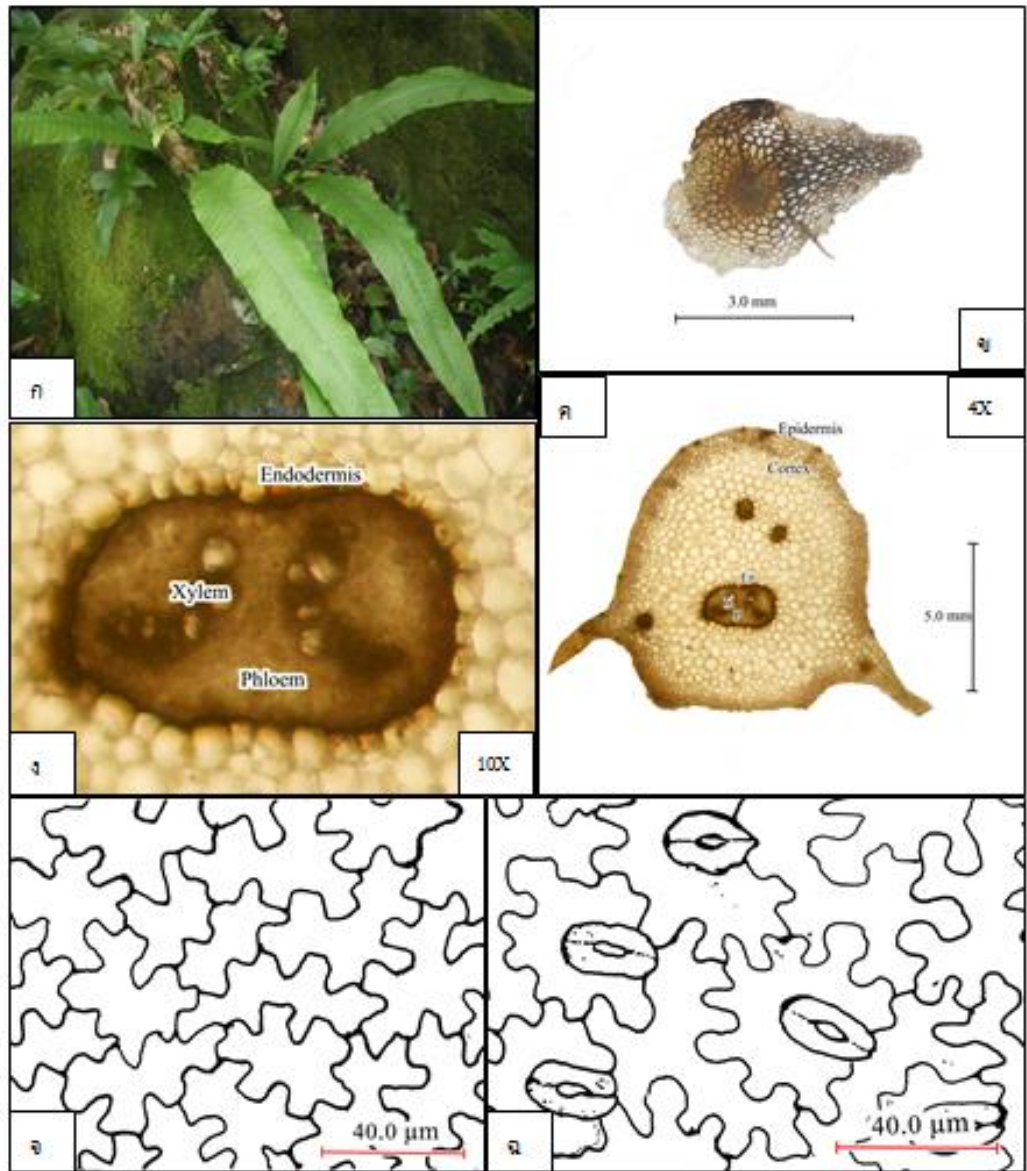 ก
3.0 mm
ข
ค
4X
Epidermis
Cortex
5.0 mm
Endodermis
Xylem
Phloem
ง
10X
จ
40.0 µm
ฉ
40.0 µm